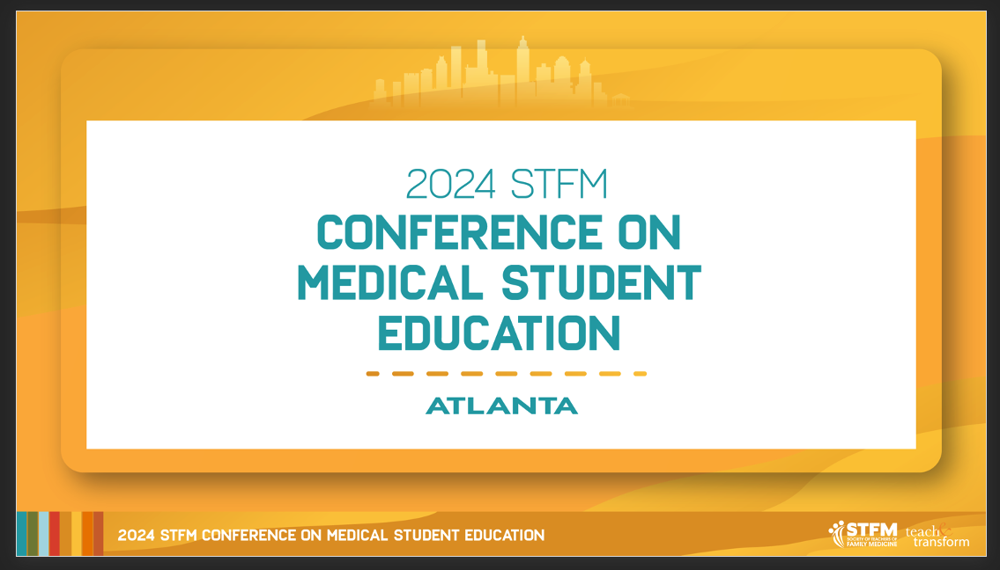 2024 STFM
CONFERENCE ON
MEDICAL STUDENT
EDUCATION
ATLANTA
2024 STFM CONFERENCE ON MEDICAL STUDENT EDUCATION
STFM
SOCIETY OF TEACHERS OF
FAMILY MEDICINE
teach &
transform